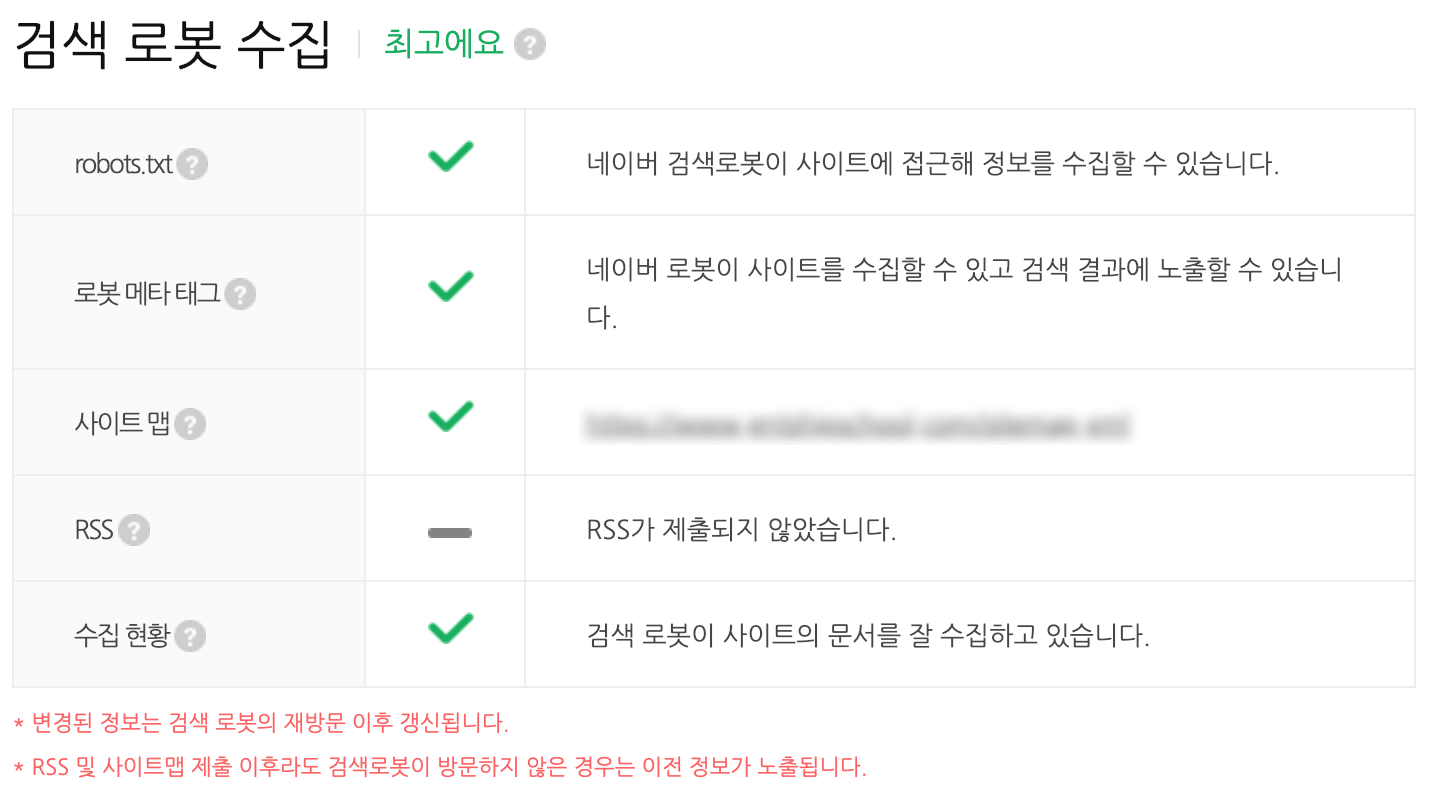 검색 로봇 수집
최고에요 ?
robots.txt ?
네이버 검색로봇이 사이트에 접근해 정보를 수집할 수 있습니다.
로봇 메타 태그 ?
네이버 로봇이 사이트를 수집할 수 있고 검색 결과에 노출할 수 있습니
다.
사이트 맵 ?
RSS ?
RSS가 제출되지 않았습니다.
수집 현황 ?
검색 로봇이 사이트의 문서를 잘 수집하고 있습니다.
* 변경된 정보는 검색 로봇의 재방문 이후 갱신됩니다.
* RSS 및 사이트맵 제출 이후라도 검색로봇이 방문하지 않은 경우는 이전 정보가 노출됩니다.